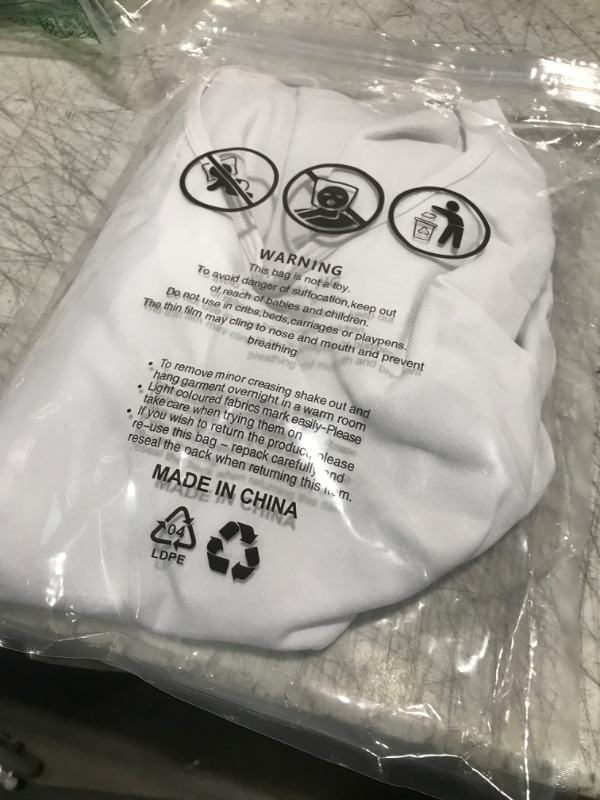 WARNING
This bag is not a toy.
To avoid danger of suffocation,keep out
of reach of babies and children.
Do not use in cribs,beds,carriages or playpens.
The thin film may cling to nose and mouth and prevent
breathing
• To remove minor creasing shake out and
hang garment overnight in a warm room
• Light coloured fabrics mark easily-Please
take care when trying them on
• If you wish to return the product, please
re-use this bag – repack carefully and
reseal the pack when returning this item.
MADE IN CHINA
04
LDPE